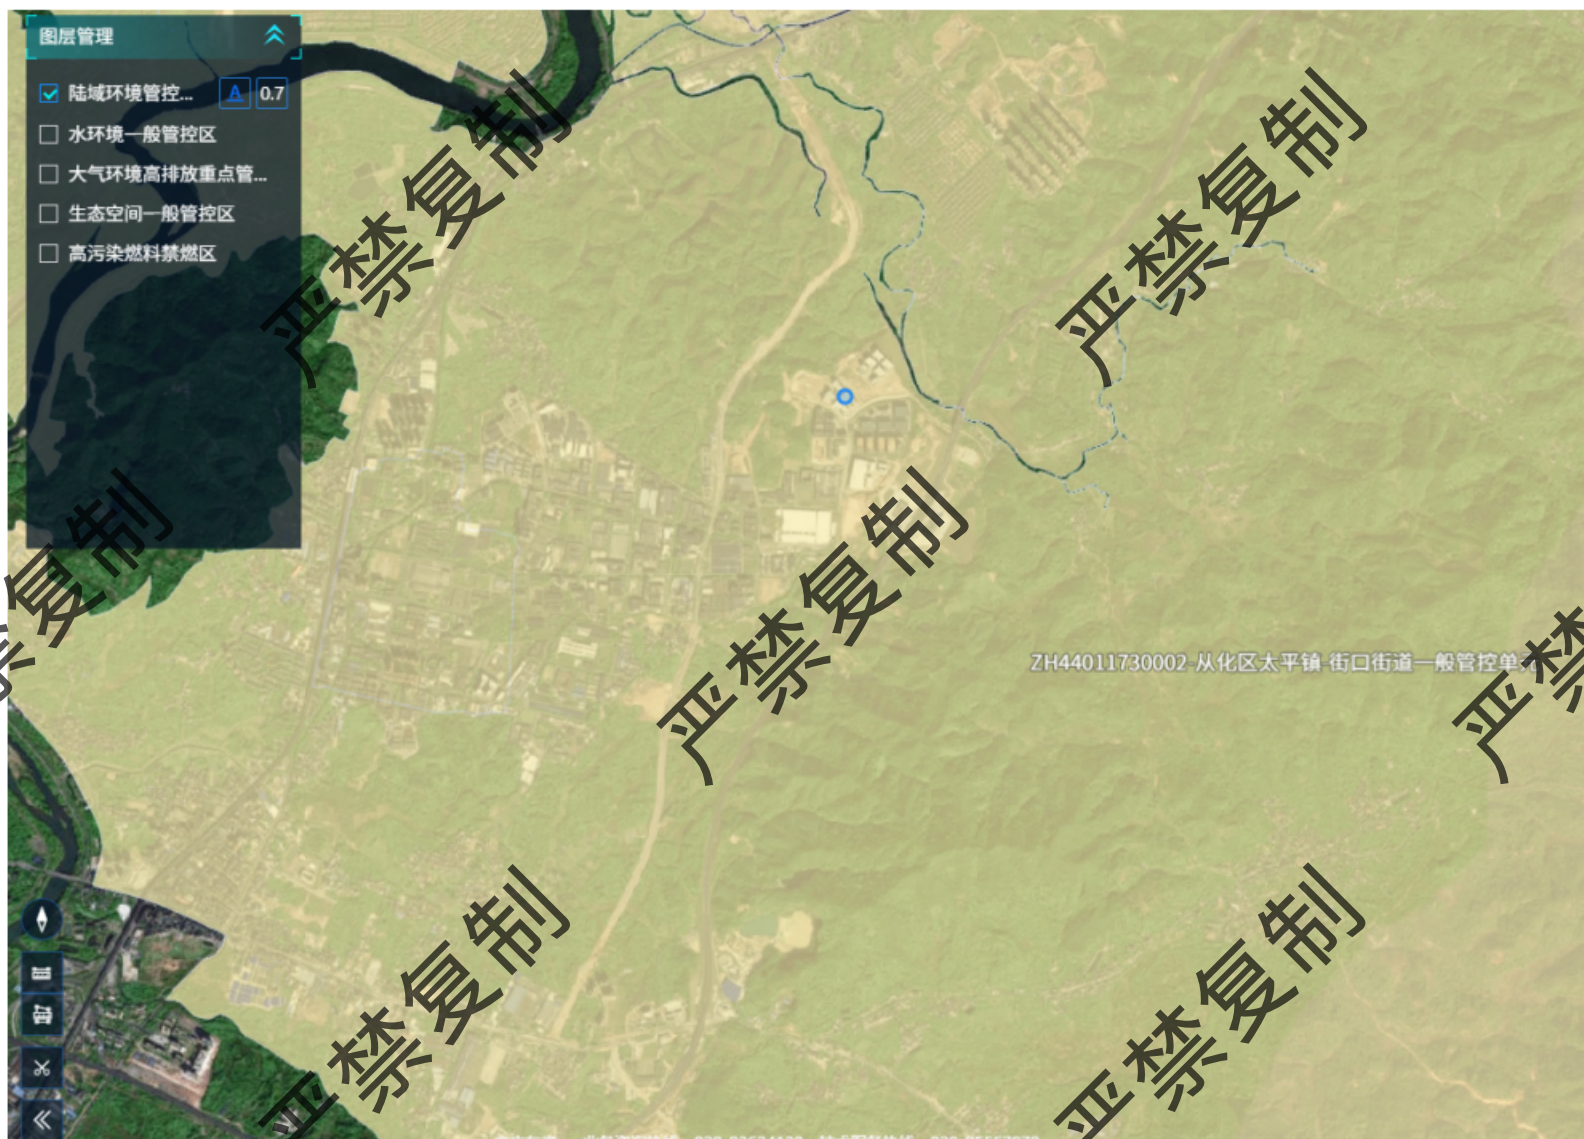 图层管理
陆域环境管控... A 0.7
水环境一般管控区
大气环境高排放重点管...
生态空间一般管控区
高污染燃料禁燃区
严禁复制
严禁复制
禁复制
严禁复制
ZH44011730002-从化区太平镇-街口街道一般管控单元
严禁
严禁复制
严禁复制